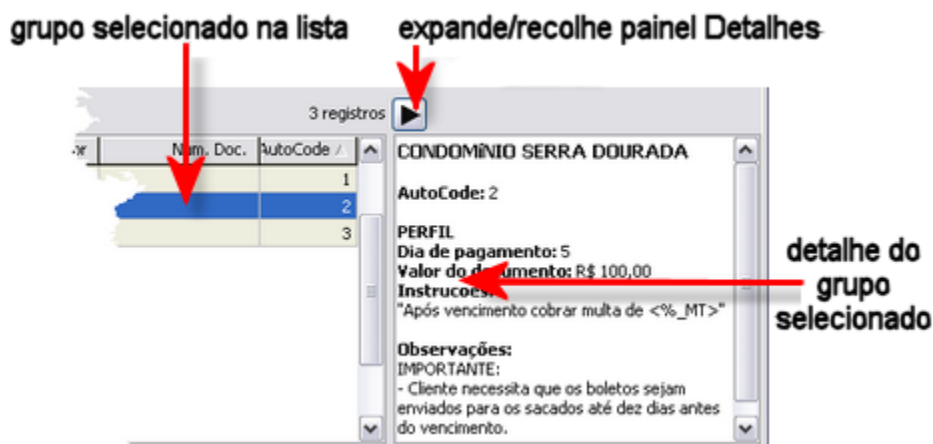 grupo selecionado na lista
expande/recolhe painel Detalhes
3 registros
or Num. Doc. AutoCode
1
2
3
CONDOMíNIO SERRA DOURADA
AutoCode: 2
PERFIL
Dia de pagamento: 5
Valor do documento: R$ 100,00
Instrucoes:
"Após vencimento cobrar multa de <%_MT>"
Observações:
IMPORTANTE:
- Cliente necessita que os boletos sejam
enviados para os sacados até dez dias antes
do vencimento.
detalhe do
grupo
selecionado